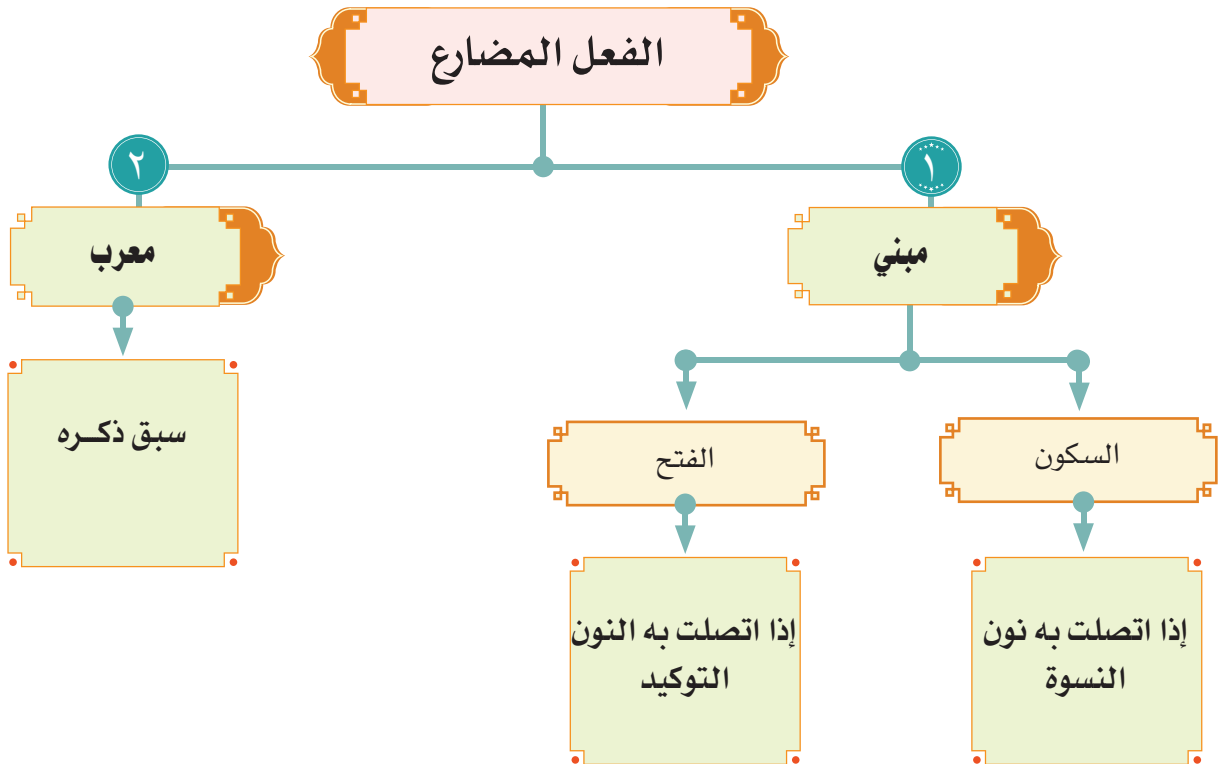 الفعل المضارع
١
٢
مبني
معرب
السكون
الفتح
إذا اتصلت به نون
النسوة
إذا اتصلت به النون
التوكيد
سبق ذكــره